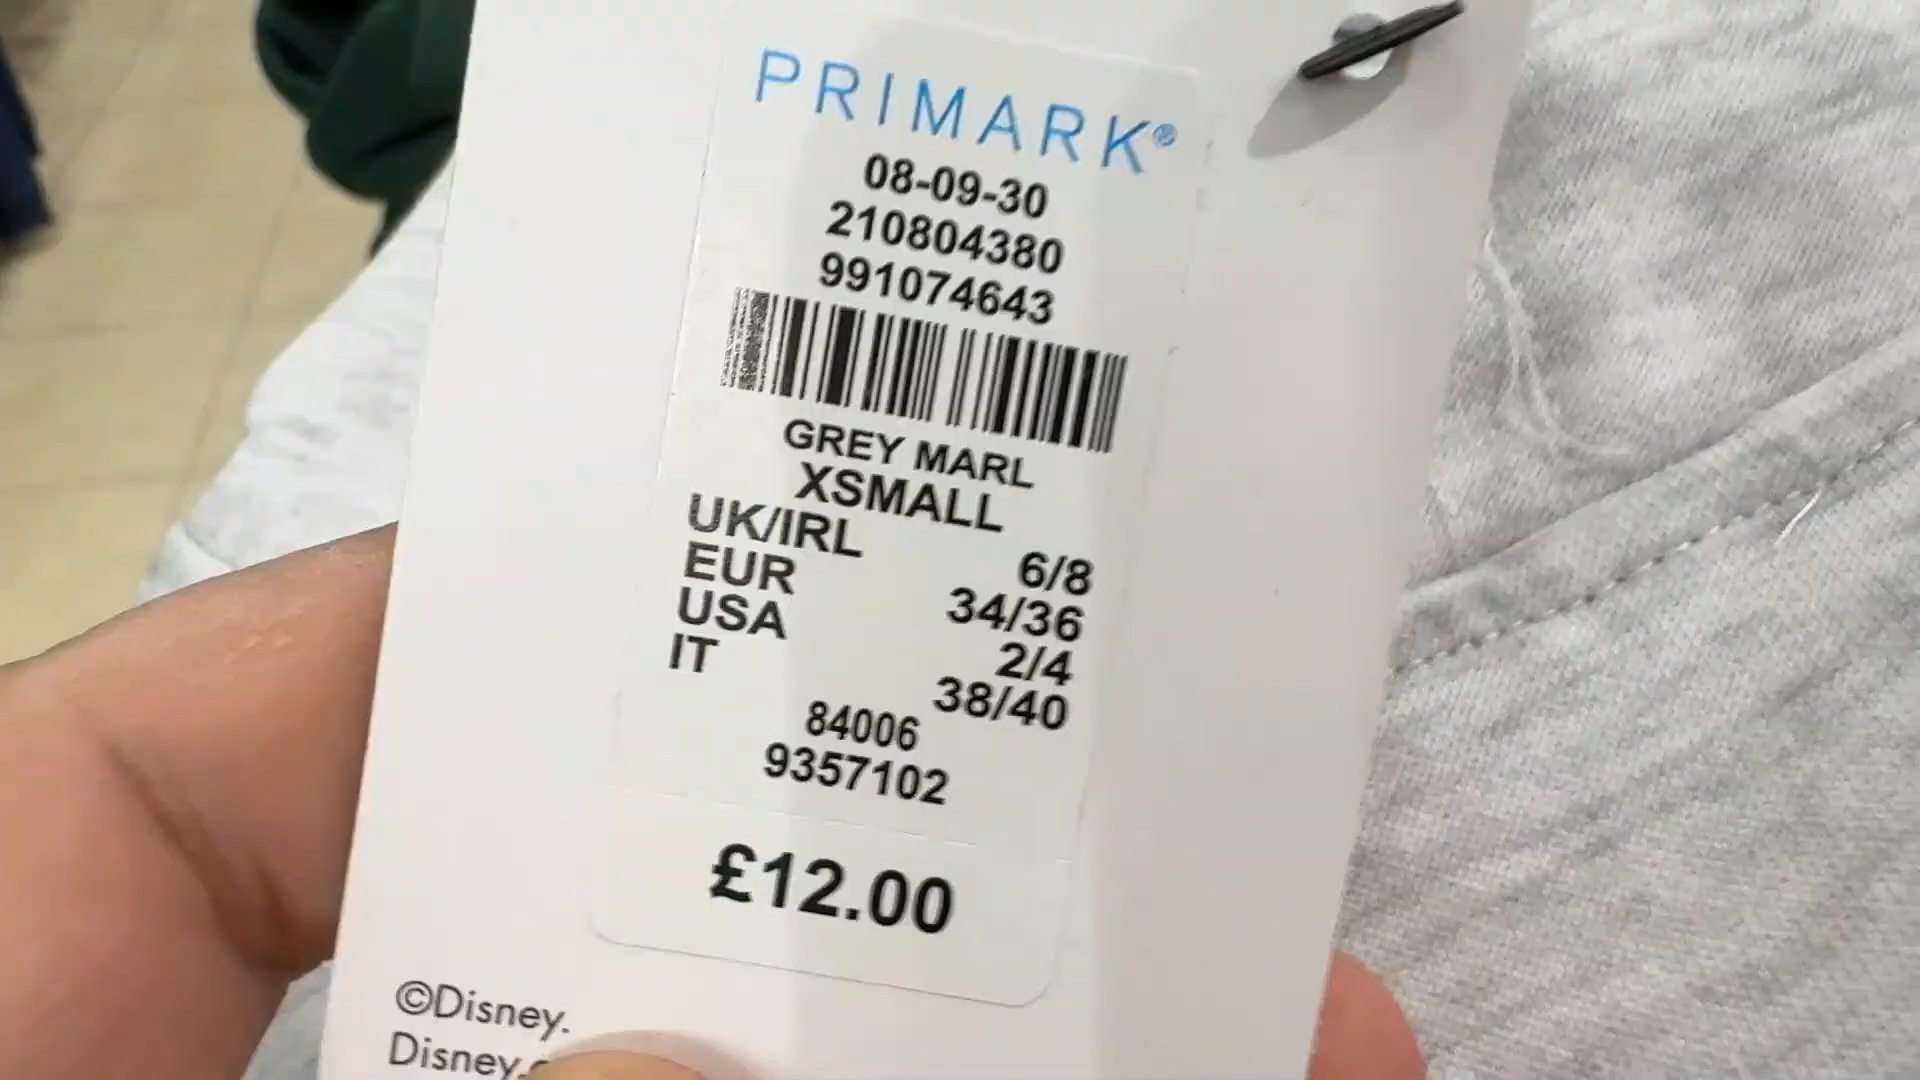 PRIMARK®
08-09-30
210804380
991074643
GREY MARL
XSMALL
UK/IRL 6/8
EUR 34/36
USA 2/4
IT 38/40
84006
9357102
£12.00
©Disney.
Disney.